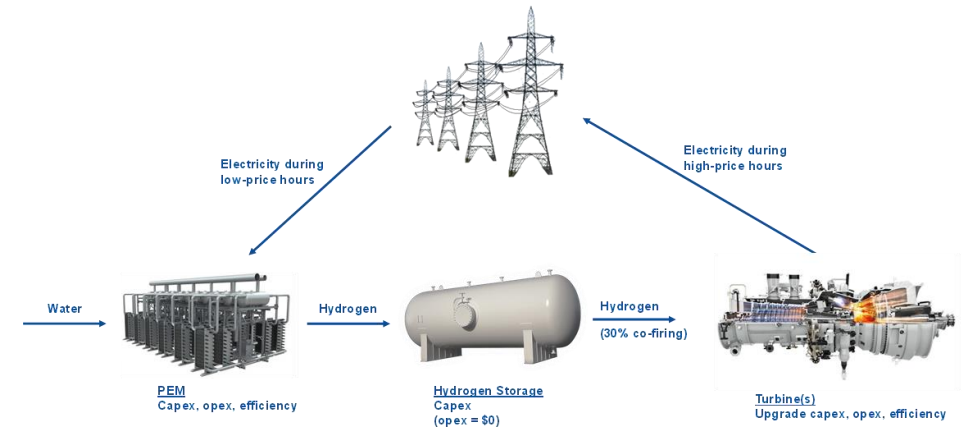 Electricity during
low-price hours
Electricity during
high-price hours
Water
Hydrogen
Hydrogen
(30% co-firing)
PEM
Capex, opex, efficiency
Hydrogen Storage
Capex
(opex = $0)
Turbine(s)
Upgrade capex, opex, efficiency